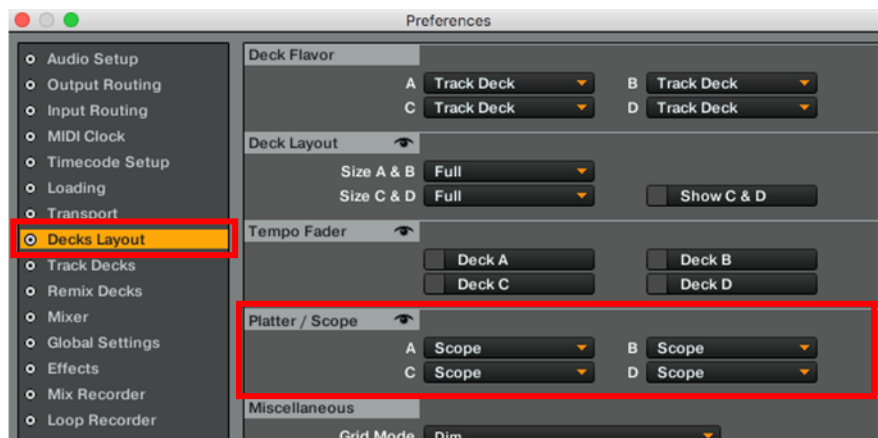 Preferences
Audio Setup
Output Routing
Input Routing
MIDI Clock
Timecode Setup
Loading
Transport
Decks Layout
Track Decks
Remix Decks
Mixer
Global Settings
Effects
Mix Recorder
Loop Recorder
Deck Flavor
A Track Deck B Track Deck
C Track Deck D Track Deck
Deck Layout
Size A & B Full
Size C & D Full Show C & D
Tempo Fader
Deck A Deck B
Deck C Deck D
Platter / Scope
A Scope B Scope
C Scope D Scope
Miscellaneous
Grid Mode Dim